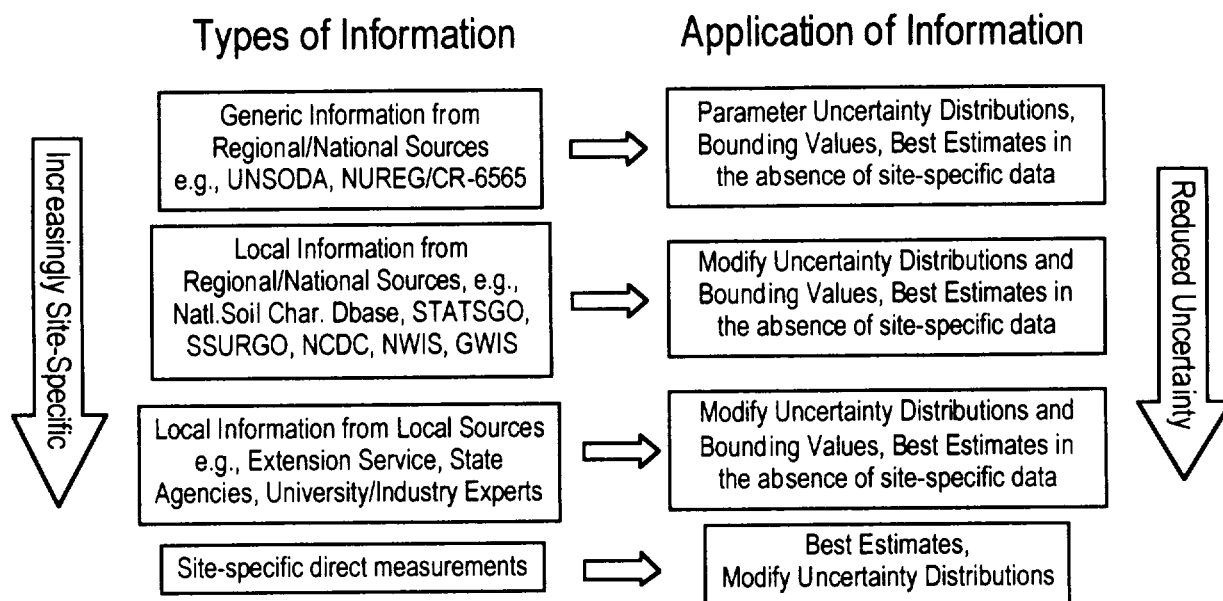 Types of Information
Application of Information
Increasingly Site-Specific
Generic Information from
Regional/National Sources
e.g., UNSODA, NUREG/CR-6565
Parameter Uncertainty Distributions,
Bounding Values, Best Estimates in
the absence of site-specific data
Local Information from
Regional/National Sources, e.g.,
Natl.Soil Char. Dbase, STATSGO,
SSURGO, NCDC, NWIS, GWIS
Modify Uncertainty Distributions and
Bounding Values, Best Estimates in
the absence of site-specific data
Local Information from Local Sources
e.g., Extension Service, State
Agencies, University/Industry Experts
Modify Uncertainty Distributions and
Bounding Values, Best Estimates in
the absence of site-specific data
Site-specific direct measurements
Best Estimates,
Modify Uncertainty Distributions
Reduced Uncertainty